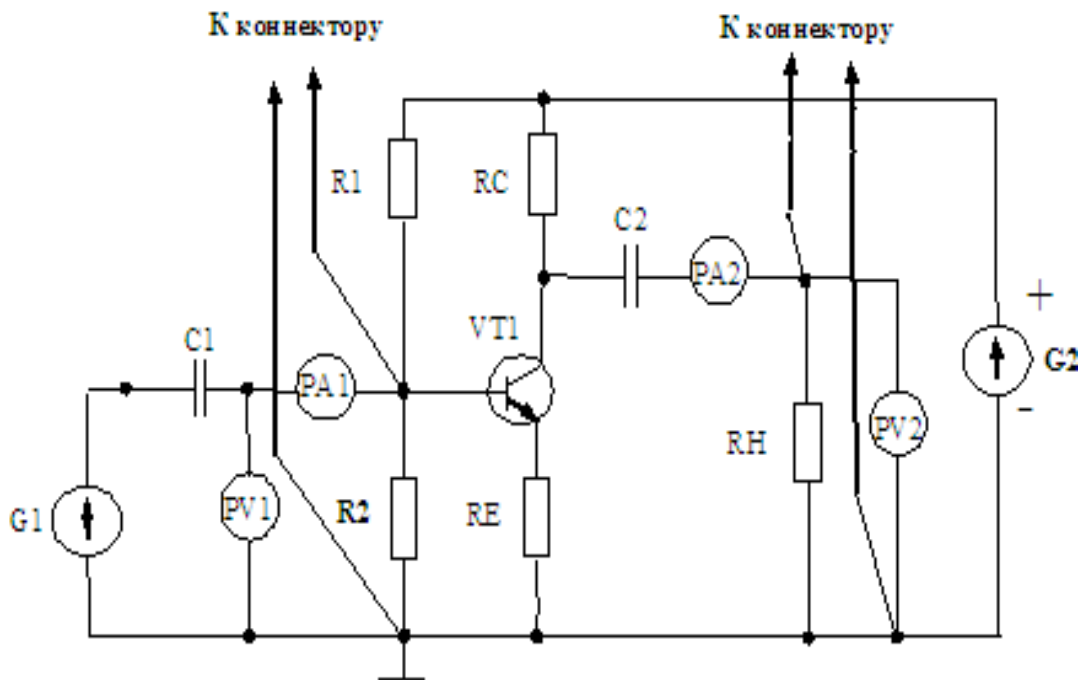 К коннектору
К коннектору
R1
RC
C2
PA2
VT1
C1
PA1
+
G2
-
PV2
RH
G1
PV1
R2
RE